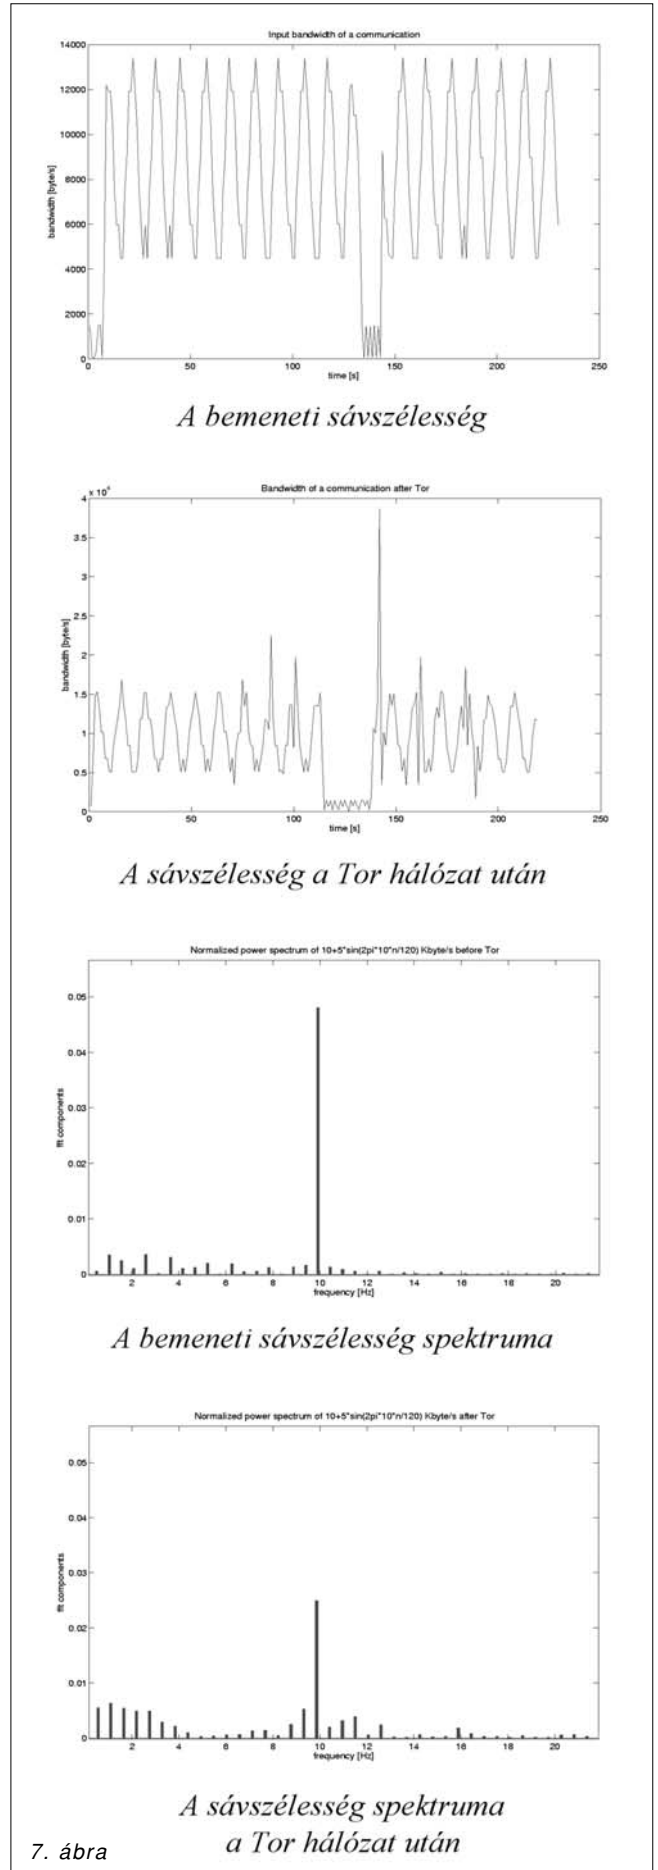 Input bandwidth of a communication
14000
12000
10000
8000
6000
4000
2000
0
bandwidth [byte/s]
0 50 100 150 200 250
time [s]
A bemeneti sávszélesség
Bandwidth of a communication after Tor
x 10⁴
4
3.5
3
2.5
2
1.5
1
0.5
0
bandwidth [byte/s]
0 50 100 150 200 250
time [s]
A sávszélesség a Tor hálózat után
Normalized power spectrum of 10+5*sin(2pi*10*n/120) Kbyte/s before Tor
0.05
0.04
0.03
0.02
0.01
0
fft components
2 4 6 8 10 12 14 16 18 20
frequency [Hz]
A bemeneti sávszélesség spektruma
Normalized power spectrum of 10+5*sin(2pi*10*n/120) Kbyte/s after Tor
0.05
0.04
0.03
0.02
0.01
0
fft components
2 4 6 8 10 12 14 16 18 20
frequency [Hz]
A sávszélesség spektruma
a Tor hálózat után
7. ábra